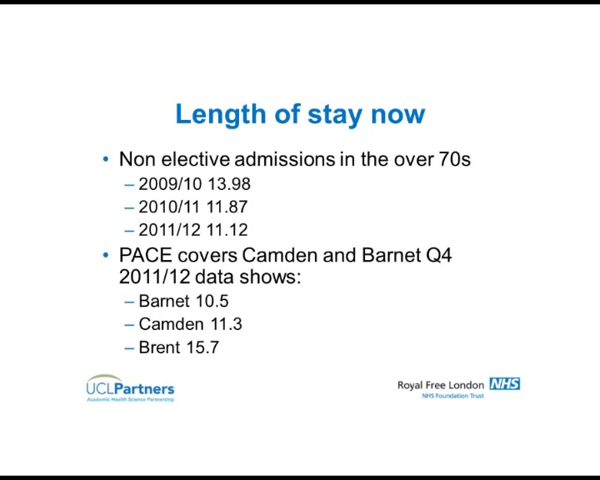 Length of stay now
• Non elective admissions in the over 70s
– 2009/10 13.98
– 2010/11 11.87
– 2011/12 11.12
• PACE covers Camden and Barnet Q4
2011/12 data shows:
– Barnet 10.5
– Camden 11.3
– Brent 15.7
UCLPartners
Academic Health Science Partnership
Royal Free London NHS
NHS Foundation Trust